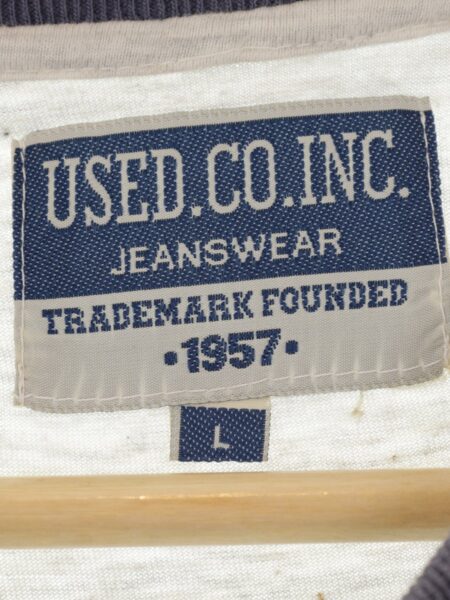 USED.CO.INC.
JEANSWEAR
TRADEMARK FOUNDED
•1957•
L